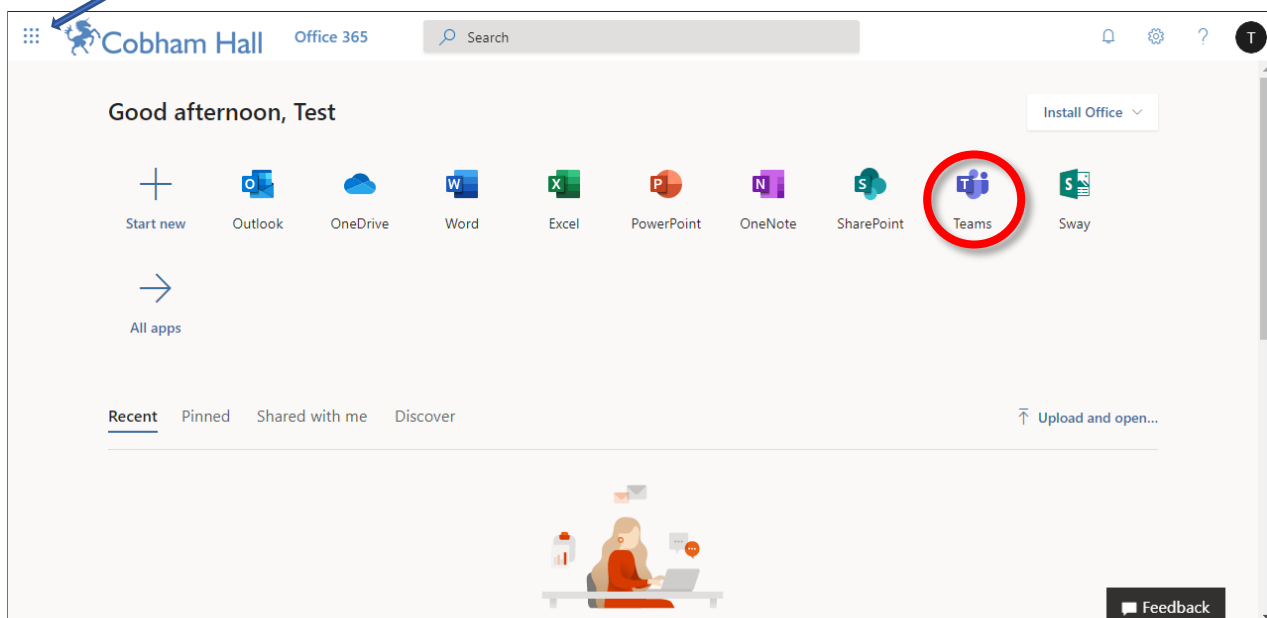 Cobham Hall Office 365 Search T
Good afternoon, Test Install Office
Start new Outlook OneDrive Word Excel PowerPoint OneNote SharePoint Teams Sway
All apps
Recent Pinned Shared with me Discover Upload and open...
Feedback